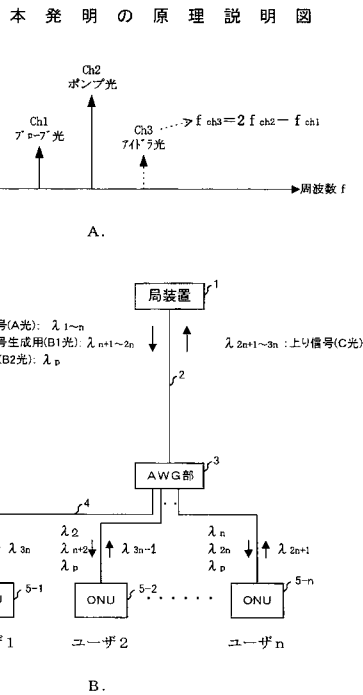 本発明の原理説明図
Ch2
ポンプ光
Ch1
プローブ光
Ch3
アイドラ光
f ch3=2 f ch2− f ch1
周波数 f
A.
局装置
1
号(A光): λ 1~n
号生成用(B1光): λ n+1~2n
(B2光): λ p
λ 2n+1~3n :上り信号(C光)
2
AWG部
3
4
λ 3n
λ2
λ n+2
λ p
λ 3n-1
λ n
λ 2n
λ p
λ 2n+1
U
5-1
ONU
5-2
ONU
5-n
ザ1
ユーザ2
ユーザn
B.